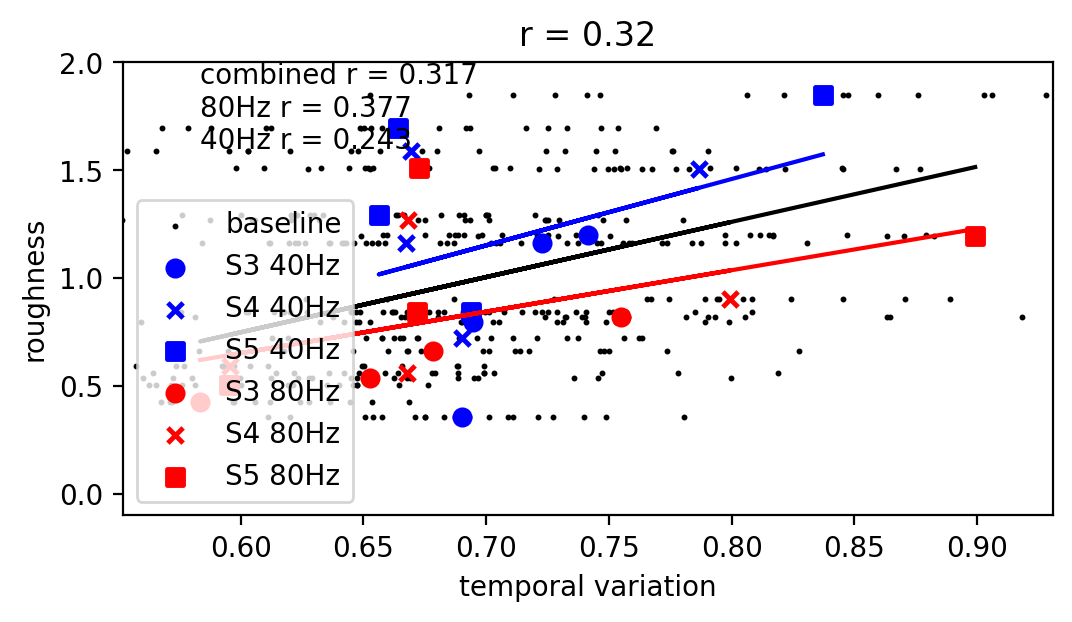 r = 0.32
combined r = 0.317
80Hz r = 0.377
40Hz r = 0.243
baseline
S3 40Hz
S4 40Hz
S5 40Hz
S3 80Hz
S4 80Hz
S5 80Hz
roughness
2.0
1.5
1.0
0.5
0.0
0.60 0.65 0.70 0.75 0.80 0.85 0.90
temporal variation